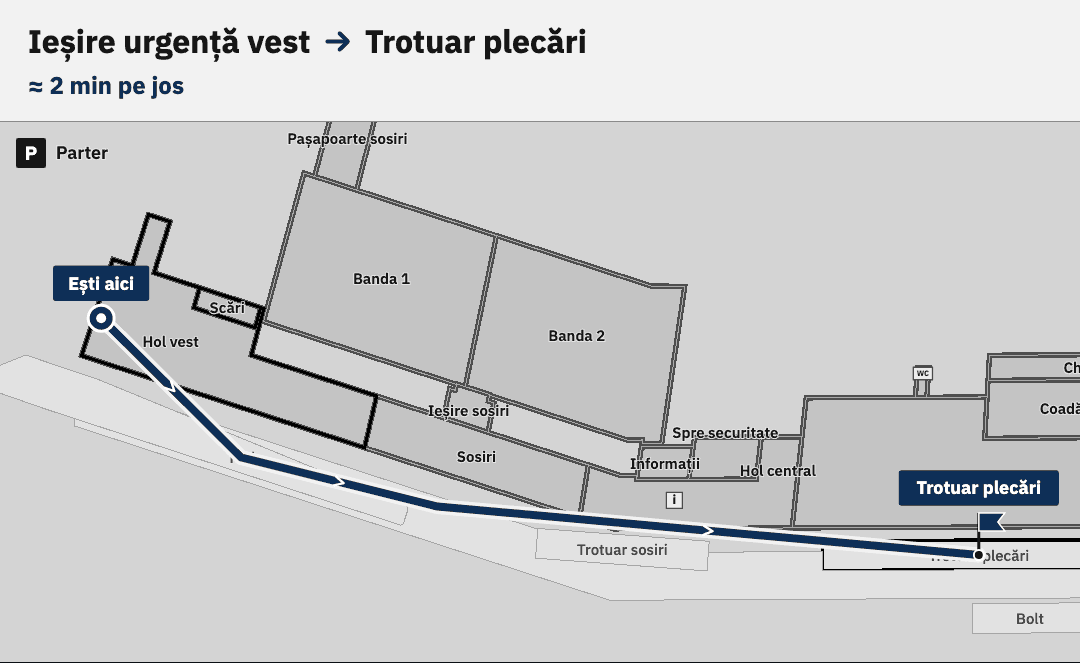 Ieșire urgență vest → Trotuar plecări
≈ 2 min pe jos
P Parter
Pașapoarte sosiri
Banda 1
Ești aici
Scări
Banda 2
Hol vest
wc
Ch
Coadă
Ieșire sosiri
Spre securitate
Sosiri
Informații
Hol central
Trotuar plecări
i
Trotuar sosiri
plecări
Bolt